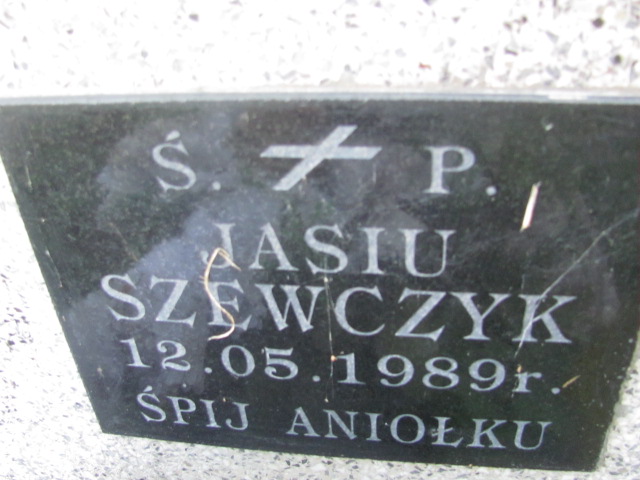 Ś. P.
JASIU
SZEWCZYK
12.05.1989r.
ŚPIJ ANIOŁKU